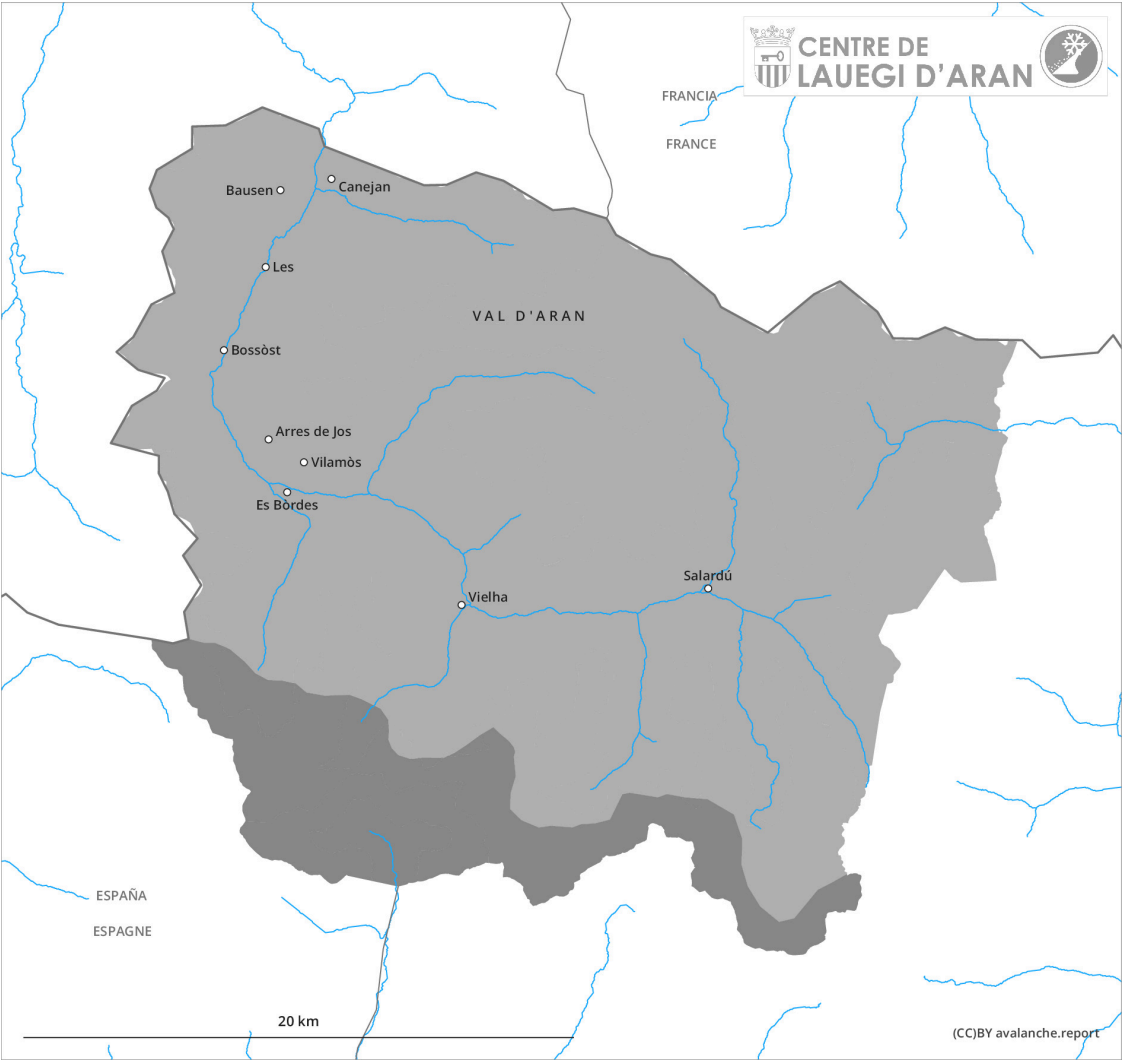 CENTRE DE
LAUEGI D'ARAN
FRANCIA
FRANCE
Bausen
Canejan
Les
VAL D'ARAN
Bossòst
Arres de Jos
Vilamòs
Es Bòrdes
Salardú
Vielha
ESPAÑA
ESPAGNE
20 km
(CC)BY avalanche.report